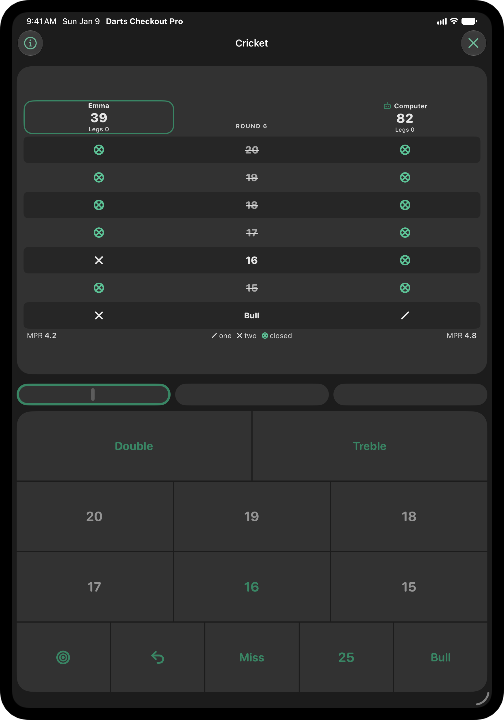 9:41 AM Sun Jan 9 Darts Checkout Pro
Cricket
Emma
39
Legs 0
ROUND 6
Computer
82
Legs 0
20
19
18
17
16
15
Bull
MPR 4.2
one two closed
MPR 4.8
Double Treble
20 19 18
17 16 15
Miss 25 Bull